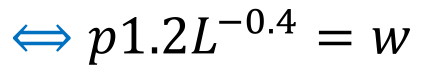 ⟺ 𝑝1.2𝐿⁻⁰·⁴ = 𝑤